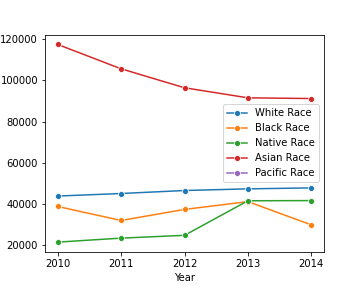 120000
100000
80000
60000
40000
20000
White Race
Black Race
Native Race
Asian Race
Pacific Race
2010 2011 2012 2013 2014
Year